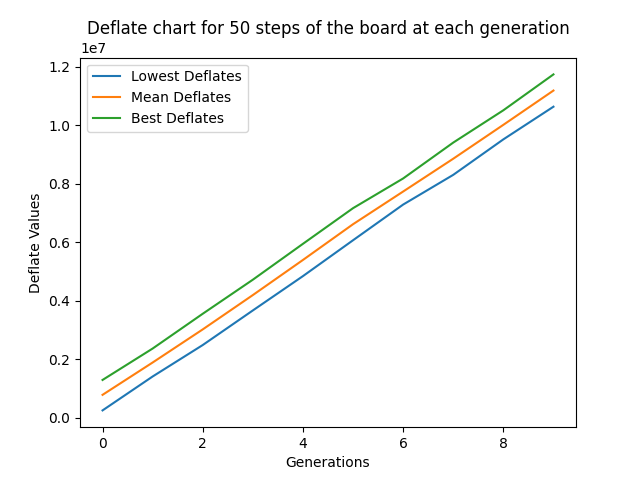 Deflate chart for 50 steps of the board at each generation
1e7
Lowest Deflates
Mean Deflates
Best Deflates
1.2
1.0
0.8
0.6
0.4
0.2
0.0
Deflate Values
0 2 4 6 8
Generations